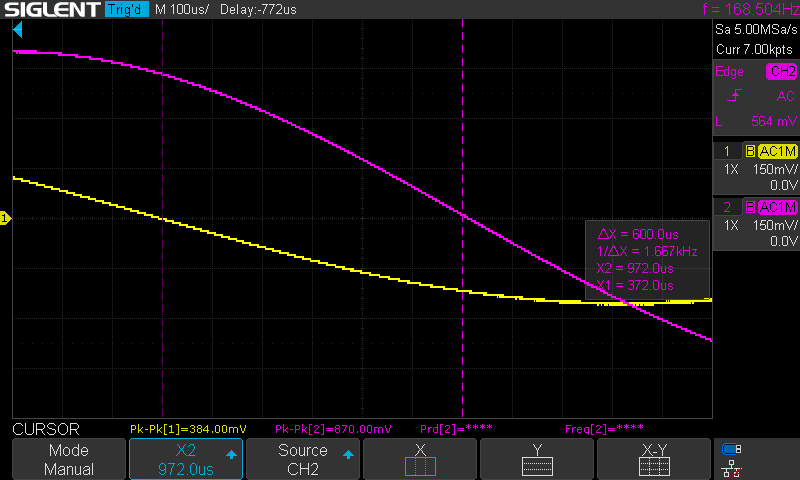 SIGLENT Trig'd M 100us/ Delay:-772us f = 168.504Hz
Sa 5.00MSa/s
Curr 7.00kpts
Edge CH2
AC
L 564 mV
1 B AC1M
1X 150mV/
0.0V
2 B AC1M
1X 150mV/
0.0V
1
ΔX = 600.0us
1/ΔX = 1.667kHz
X2 = 972.0us
X1 = 372.0us
CURSOR Pk-Pk[1]=384.00mV Pk-Pk[2]=870.00mV Prd[2]=**** Freq[2]=****
Mode X2 Source X Y X-Y
Manual 972.0us CH2